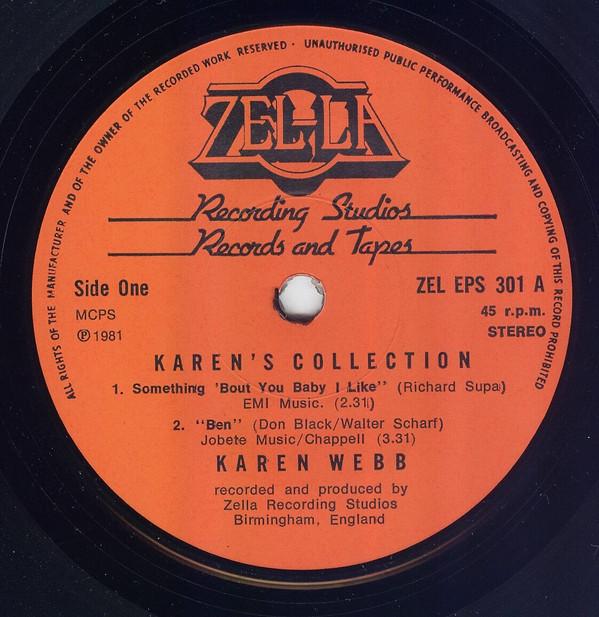 ALL RIGHTS OF THE MANUFACTURER AND OF THE OWNER OF THE RECORDED WORK RESERVED · UNAUTHORISED PUBLIC PERFORMANCE BROADCASTING AND COPYING OF THIS RECORD PROHIBITED
ZEL-LA
Recording Studios
Records and Tapes
Side One
ZEL EPS 301 A
MCPS
45 r.p.m.
℗ 1981
STEREO
KAREN'S COLLECTION
1. Something 'Bout You Baby I Like'' (Richard Supa)
EMI Music. (2.31)
2. ''Ben'' (Don Black/Walter Scharf)
Jobete Music/Chappell (3.31)
KAREN WEBB
recorded and produced by
Zella Recording Studios
Birmingham, England